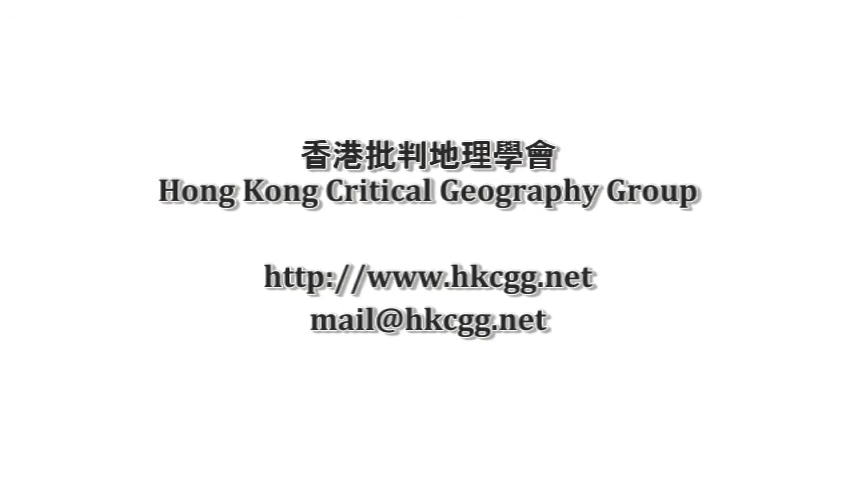 香港批判地理學會
Hong Kong Critical Geography Group
http://www.hkcgg.net
mail@hkcgg.net